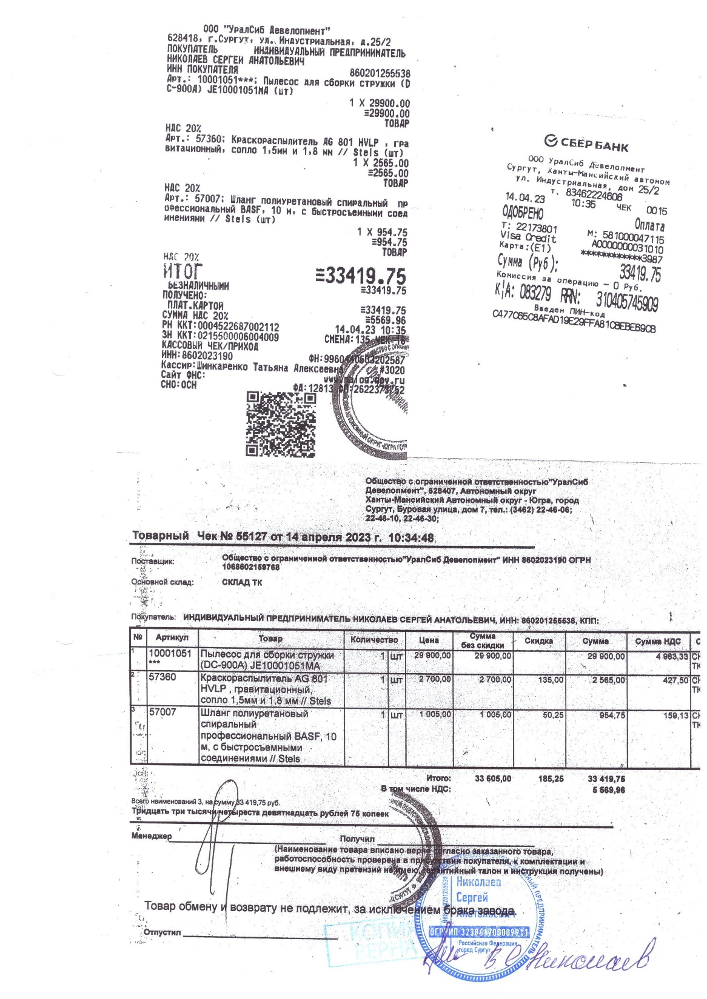 ООО "УралСиб Девелопмент"
628418, г.Сургут, ул. Индустриальная, д.25/2
ПОКУПАТЕЛЬ ИНДИВИДУАЛЬНЫЙ ПРЕДПРИНИМАТЕЛЬ
НИКОЛАЕВ СЕРГЕЙ АНАТОЛЬЕВИЧ
ИНН ПОКУПАТЕЛЯ 860201255538
Арт.: 10001051***; Пылесос для сборки стружки (D
C-900A) JE10001051MA (шт)
1 X 29900.00
≡29900.00
ТОВАР
НДС 20%
Арт.: 57360; Краскораспылитель AG 801 HVLP , гра
витационный, сопло 1,5мм и 1,8 мм // Stels (шт)
1 X 2565.00
≡2565.00
ТОВАР
НДС 20%
Арт.: 57007; Шланг полиуретановый спиральный пр
офессиональный BASF, 10 м, с быстросъемными соед
инениями // Stels (шт)
1 X 954.75
≡954.75
ТОВАР
НДС 20%
ИТОГ ≡33419.75
БЕЗНАЛИЧНЫМИ ≡33419.75
ПОЛУЧЕНО:
ПЛАТ.КАРТОЙ ≡33419.75
СУММА НДС 20% ≡5569.96
РН ККТ:0004522687002112 14.04.23 10:35
ЗН ККТ:0215500006004009 СМЕНА:135 ЧЕК 18
КАССОВЫЙ ЧЕК/ПРИХОД
ИНН:8602023190 ФН:9960440503202587
Кассир:Шинкаренко Татьяна Алексеевна #3020
Сайт ФНС: www.nalog.gov.ru
СНО:ОСН ФД:12813 ФП:2622373752
СБЕР БАНК
ООО УралСиб Девелопмент
Сургут, Ханты-Мансийский автоном
ул. Индустриальная, дом 25/2
т. 83462224606
14.04.23 10:35 ЧЕК 0015
ОДОБРЕНО Оплата
Т: 22173801 М: 581000047115
Visa Credit A0000000031010
Карта:(E1) ************3987
Сумма (Руб): 33419.75
Комиссия за операцию – 0 Руб.
К/А: 083279 RRN: 310405745909
Введен ПИН-код
C477C65C8AFAD19E29FFA81CBEBE69CB
Общество с ограниченной ответственностью"УралСиб
Девелопмент", 628407, Автономный округ
Ханты-Мансийский Автономный округ - Югра, город
Сургут, Буровая улица, дом 7, тел.: (3462) 22-46-06;
22-46-10, 22-46-30;
Товарный Чек № 55127 от 14 апреля 2023 г. 10:34:48
Поставщик: Общество с ограниченной ответственностью"УралСиб Девелопмент" ИНН 8602023190 ОГРН
1068602159768
Основной склад: СКЛАД ТК
Покупатель: ИНДИВИДУАЛЬНЫЙ ПРЕДПРИНИМАТЕЛЬ НИКОЛАЕВ СЕРГЕЙ АНАТОЛЬЕВИЧ, ИНН: 860201255538, КПП:
№ Артикул Товар Количество Цена Сумма без скидки Скидка Сумма Сумма НДС С
1 10001051 Пылесос для сборки стружки 1 шт 29 900,00 29 900,00 29 900,00 4 983,33 СК
*** (DC-900A) JE10001051MA ТК
2 57360 Краскораспылитель AG 801 1 шт 2 700,00 2 700,00 135,00 2 565,00 427,50 СК
HVLP , гравитационный, ТК
сопло 1,5мм и 1,8 мм // Stels
3 57007 Шланг полиуретановый 1 шт 1 005,00 1 005,00 50,25 954,75 159,13 СК
спиральный ТК
профессиональный BASF, 10
м, с быстросъемными
соединениями // Stels
Итого: 33 605,00 185,25 33 419,75
В том числе НДС: 5 569,96
Всего наименований 3, на сумму 33 419,75 руб.
Тридцать три тысячи четыреста девятнадцать рублей 75 копеек
Менеджер Получил
(Наименование товара вписано верно согласно заказанного товара,
работоспособность проверена в присутствии покупателя, к комплектации и
внешнему виду претензий не имею, гарантийный талон и инструкция получены)
Николаев
Сергей
Анатольевич
Товар обмену и возврату не подлежит, за исключением брака завода
ОГРНИП 323861700009911
Отпустил
КОПИЯ
ВЕРНА
Российская Федерация
город Сургут
Николаев